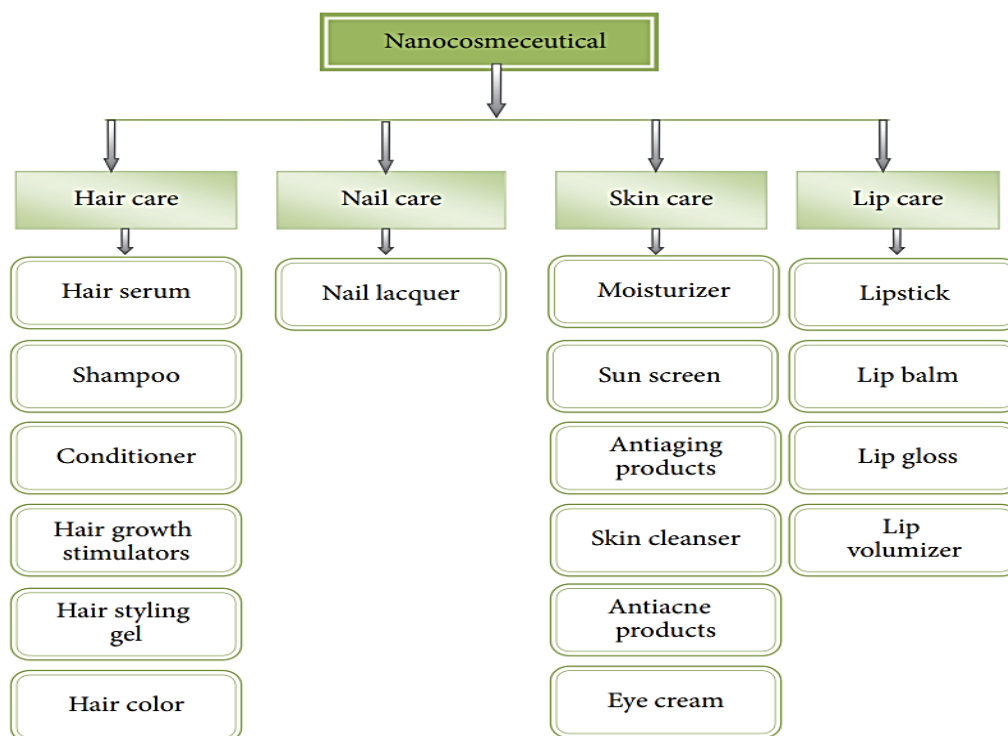 Nanocosmeceutical
Hair care
Nail care
Skin care
Lip care
Hair serum
Nail lacquer
Moisturizer
Lipstick
Shampoo
Sun screen
Lip balm
Conditioner
Antiaging
products
Lip gloss
Hair growth
stimulators
Skin cleanser
Lip
volumizer
Hair styling
gel
Antiacne
products
Hair color
Eye cream